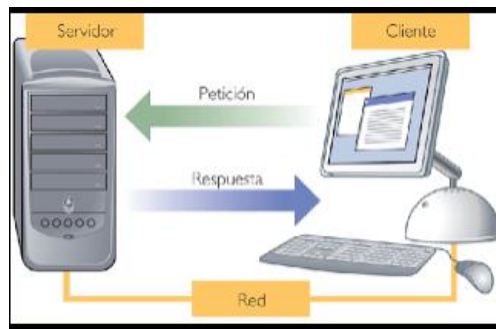 Servidor
Cliente
Petición
Respuesta
Red